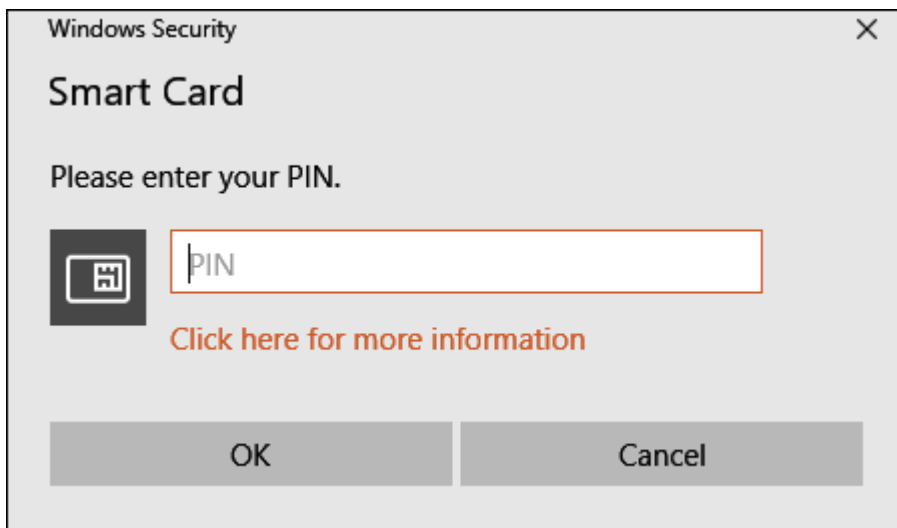 Windows Security
Smart Card
Please enter your PIN.
PIN
Click here for more information
OK
Cancel